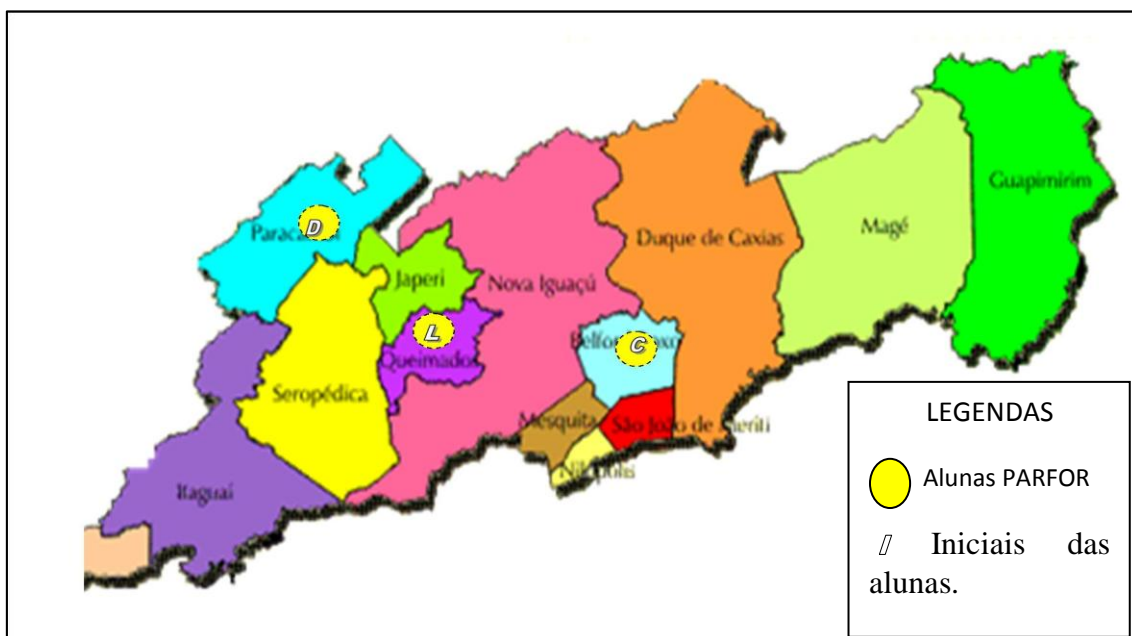 Guapimirim
Magé
Duque de Caxias
D
Japeri
Nova Iguaçú
L
Queimados
C
Seropédica
Mesquita
São João de Meriti
Nilópolis
Itaguaí
LEGENDAS
Alunas PARFOR
I Iniciais das
alunas.